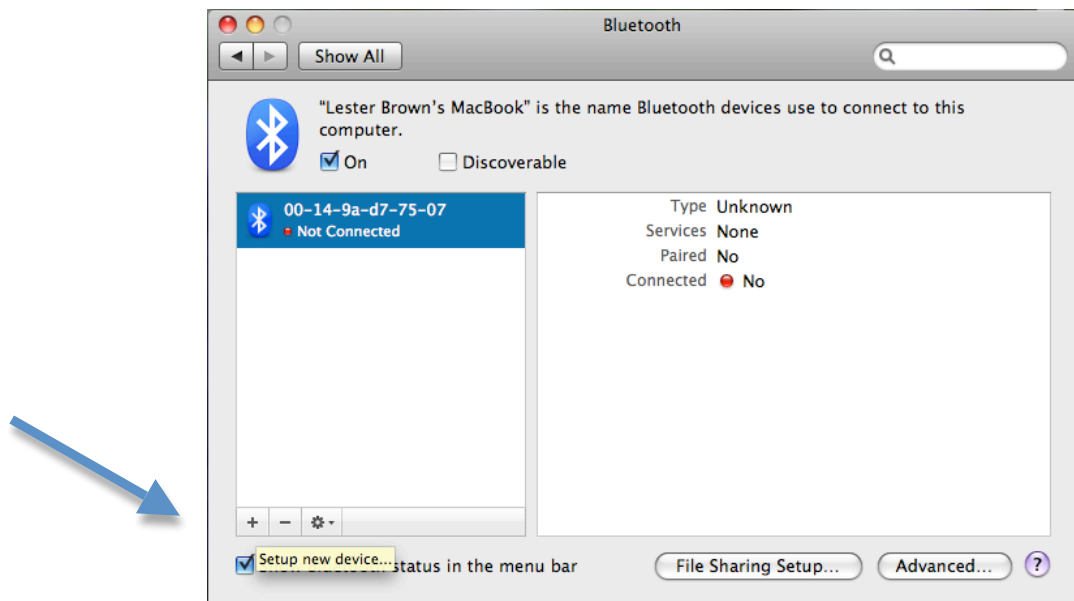 Bluetooth
Show All
“Lester Brown’s MacBook” is the name Bluetooth devices use to connect to this
computer.
On Discoverable
00-14-9a-d7-75-07
Not Connected
Type Unknown
Services None
Paired No
Connected No
+ −
Setup new device...
status in the menu bar
File Sharing Setup... Advanced... ?